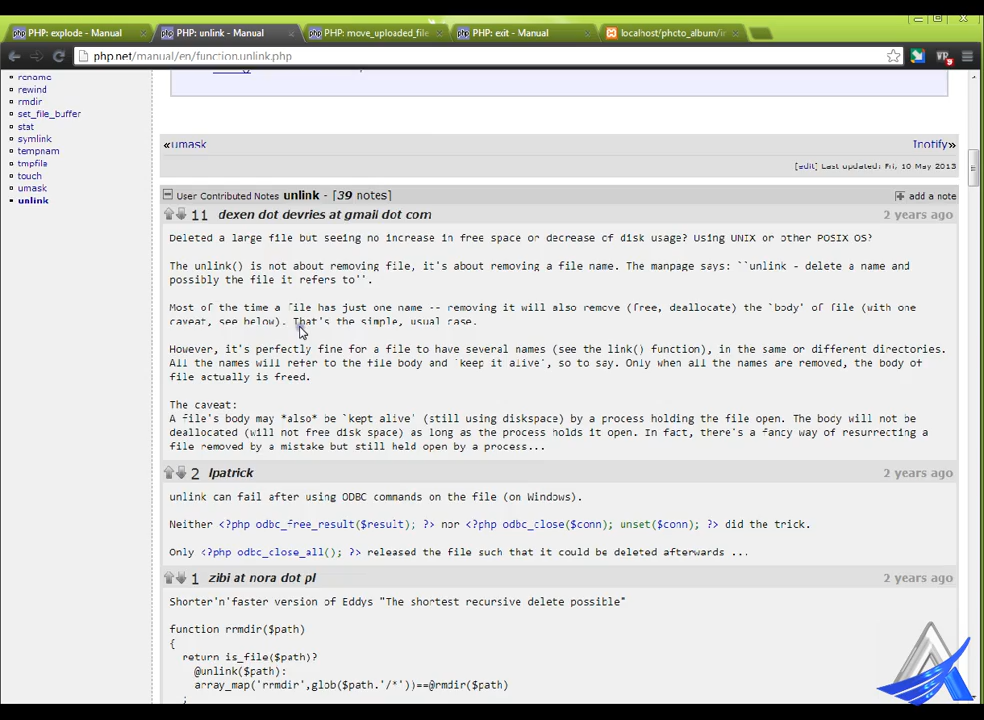 PHP: explode - Manual
PHP: unlink - Manual
PHP: move_uploaded_file
PHP: exit - Manual
localhost/photo_album/ir
php.net/manual/en/function.unlink.php
rename
rewind
rmdir
set_file_buffer
stat
symlink
tempnam
tmpfile
touch
umask
unlink
«umask
Inotify»
[edit] Last updated: Fri, 10 May 2013
User Contributed Notes unlink - [39 notes]
add a note
11 dexen dot devries at gmail dot com
2 years ago
Deleted a large file but seeing no increase in free space or decrease of disk usage? Using UNIX or other POSIX OS?
The unlink() is not about removing file, it's about removing a file name. The manpage says: ``unlink - delete a name and
possibly the file it refers to''.
Most of the time a file has just one name -- removing it will also remove (free, deallocate) the `body' of file (with one
caveat, see below). That's the simple, usual case.
However, it's perfectly fine for a file to have several names (see the link() function), in the same or different directories.
All the names will refer to the file body and `keep it alive', so to say. Only when all the names are removed, the body of
file actually is freed.
The caveat:
A file's body may *also* be `kept alive' (still using diskspace) by a process holding the file open. The body will not be
deallocated (will not free disk space) as long as the process holds it open. In fact, there's a fancy way of resurrecting a
file removed by a mistake but still held open by a process...
2 lpatrick
2 years ago
unlink can fail after using ODBC commands on the file (on Windows).
Neither <?php odbc_free_result($result); ?> nor <?php odbc_close($conn); unset($conn); ?> did the trick.
Only <?php odbc_close_all(); ?> released the file such that it could be deleted afterwards ...
1 zibi at nora dot pl
2 years ago
Shorter'n'faster version of Eddys "The shortest recursive delete possible"
function rrmdir($path)
{
return is_file($path)?
@unlink($path):
array_map('rrmdir',glob($path.'/*'))==@rmdir($path)
;